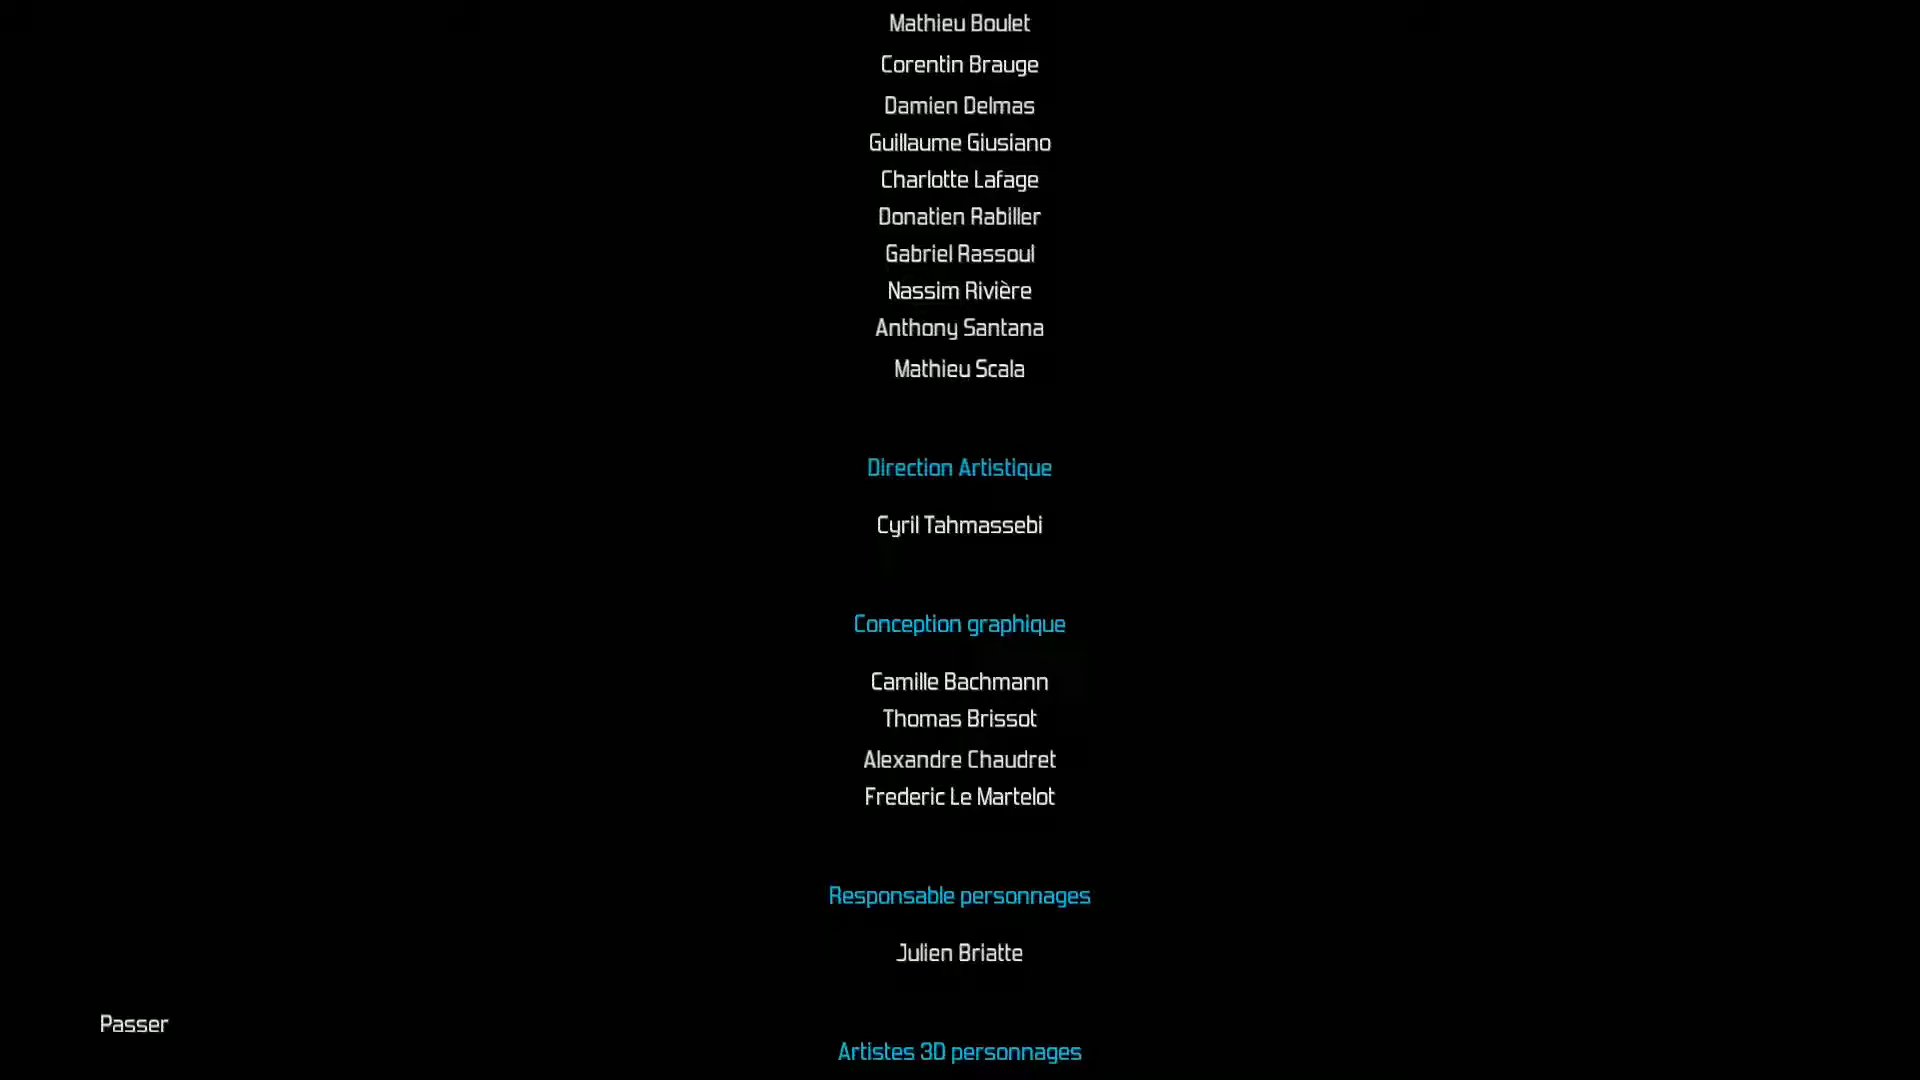 Mathieu Boulet
Corentin Brauge
Damien Delmas
Guillaume Giusiano
Charlotte Lafage
Donatien Rabiller
Gabriel Rassoul
Nassim Rivière
Anthony Santana
Mathieu Scala
Direction Artistique
Cyril Tahmassebi
Conception graphique
Camille Bachmann
Thomas Brissot
Alexandre Chaudret
Frederic Le Martelot
Responsable personnages
Julien Briatte
Passer
Artistes 3D personnages